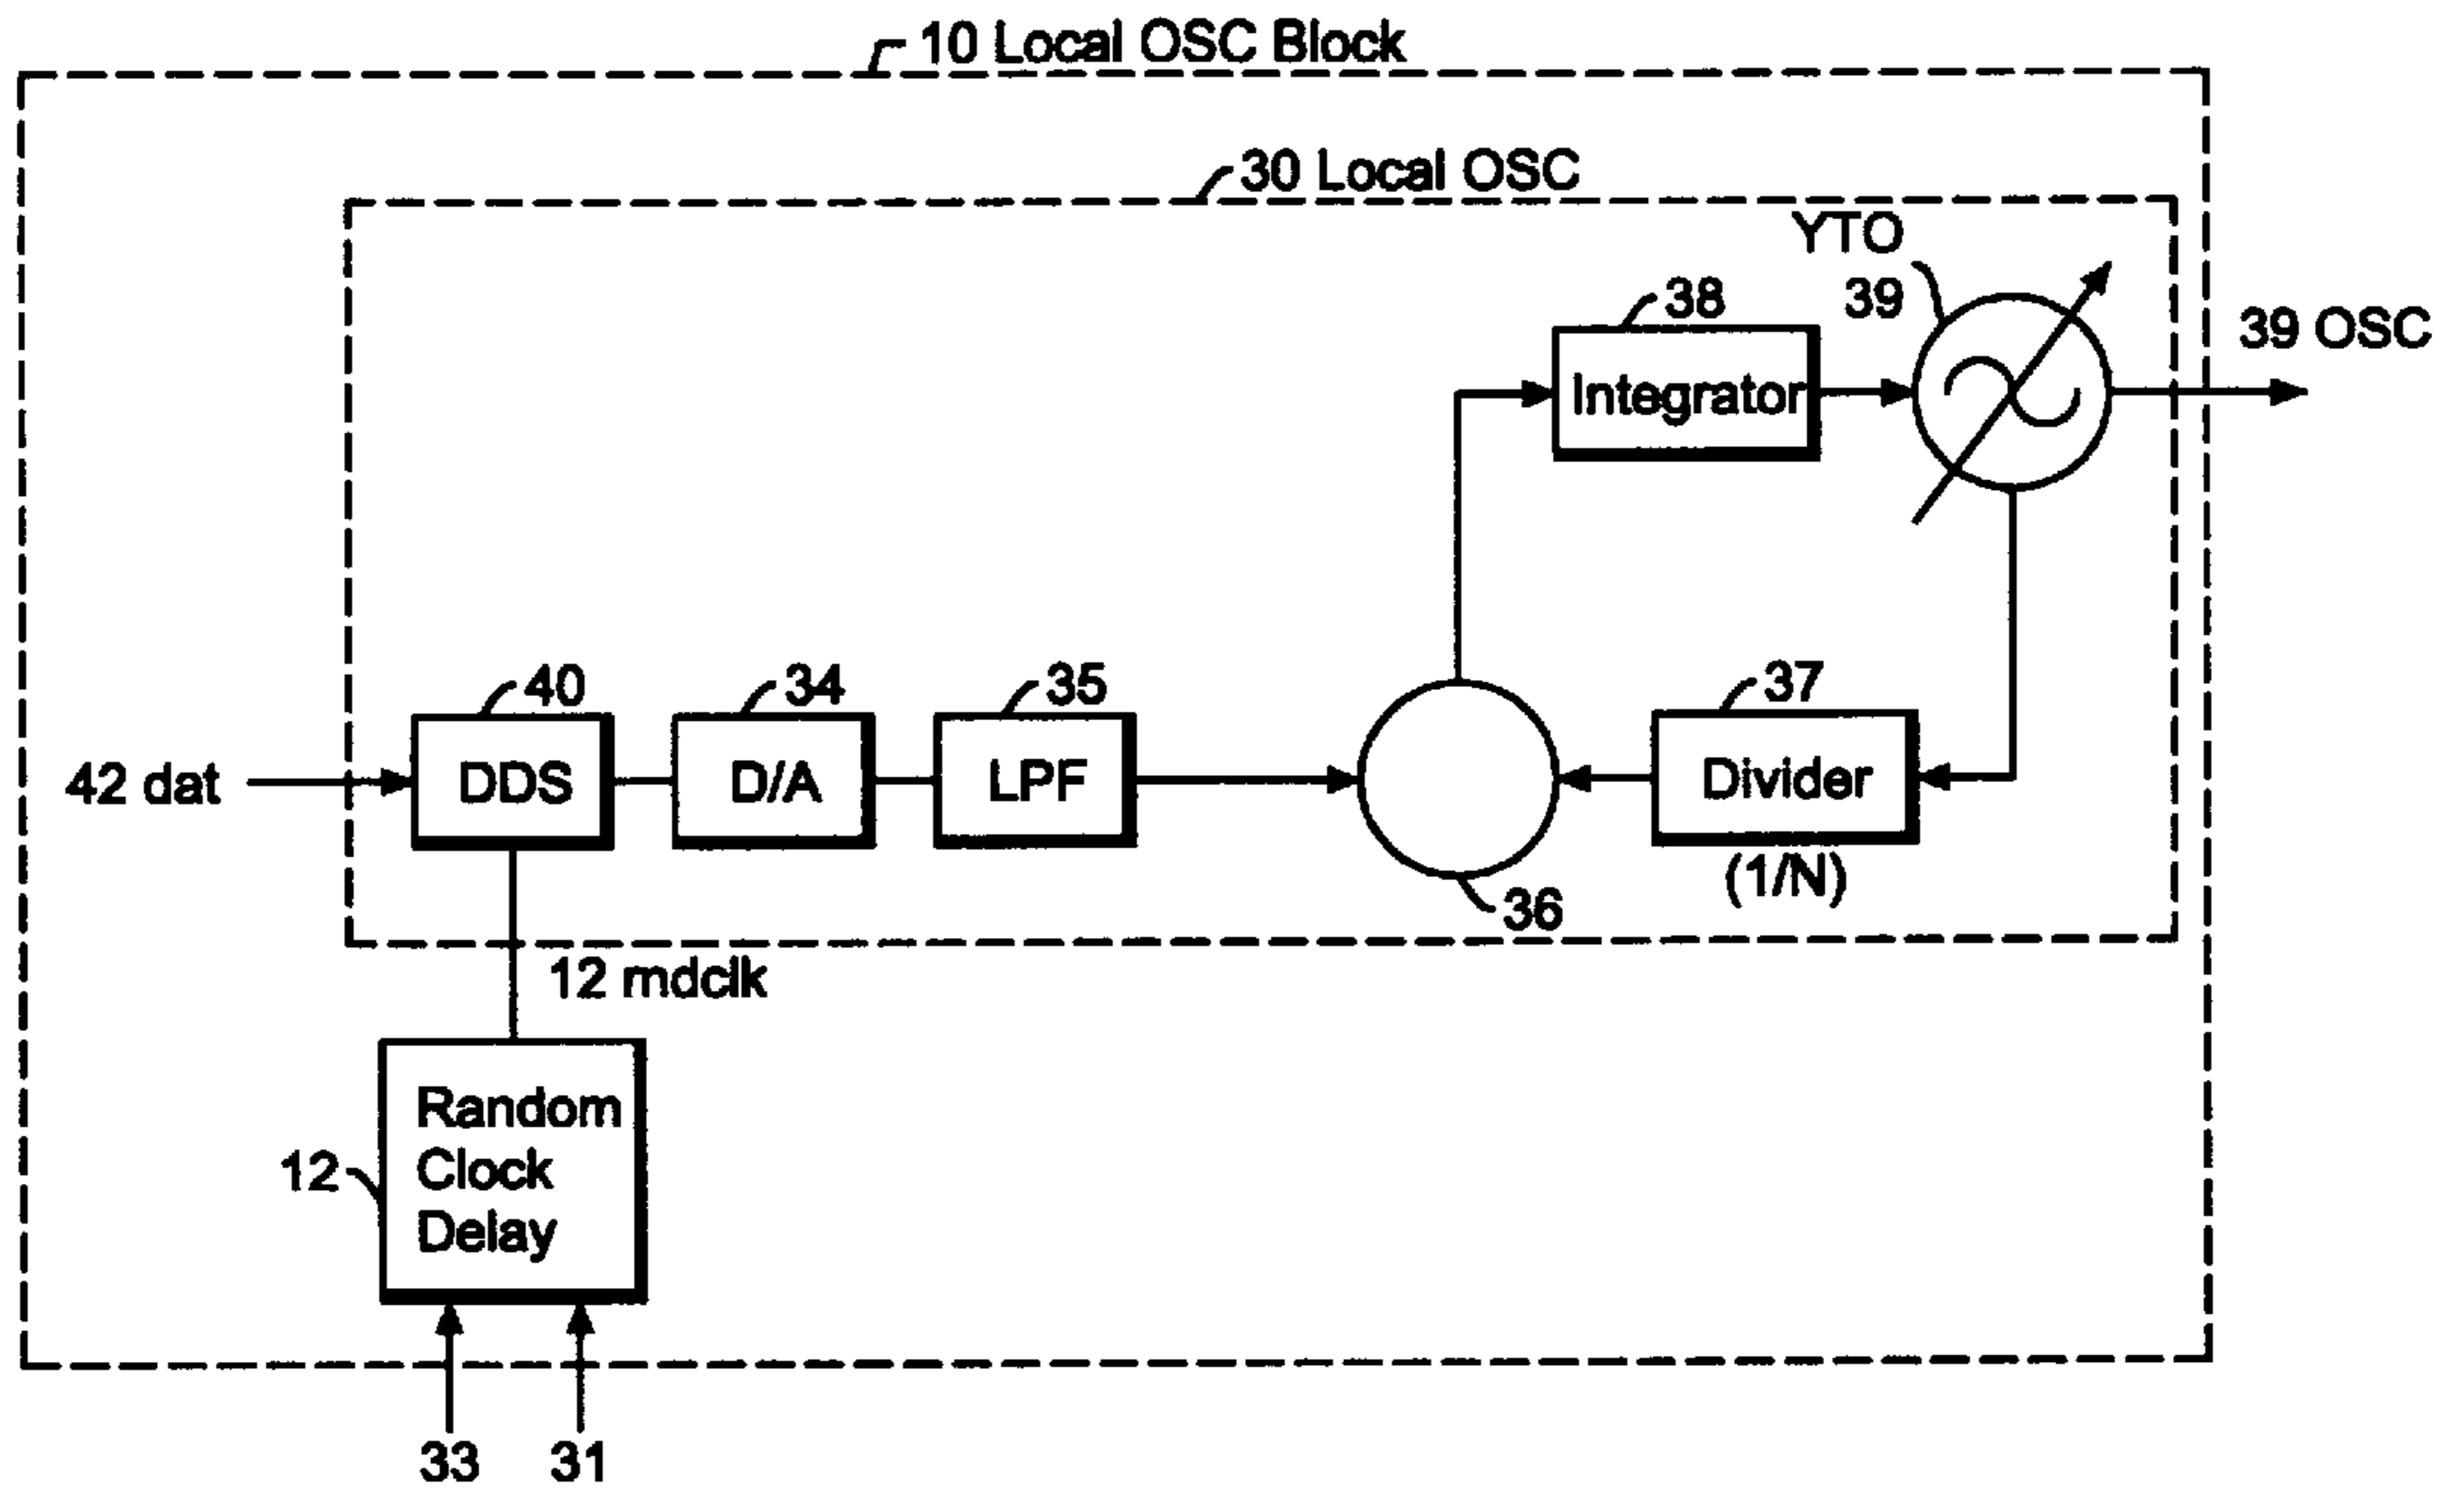 10 Local OSC Block
30 Local OSC
YTO
39
38
39 OSC
Integrator
40
34
35
37
42 dat
DDS
D/A
LPF
Divider
(1/N)
36
12 mdclk
Random
Clock
Delay
12
33
31